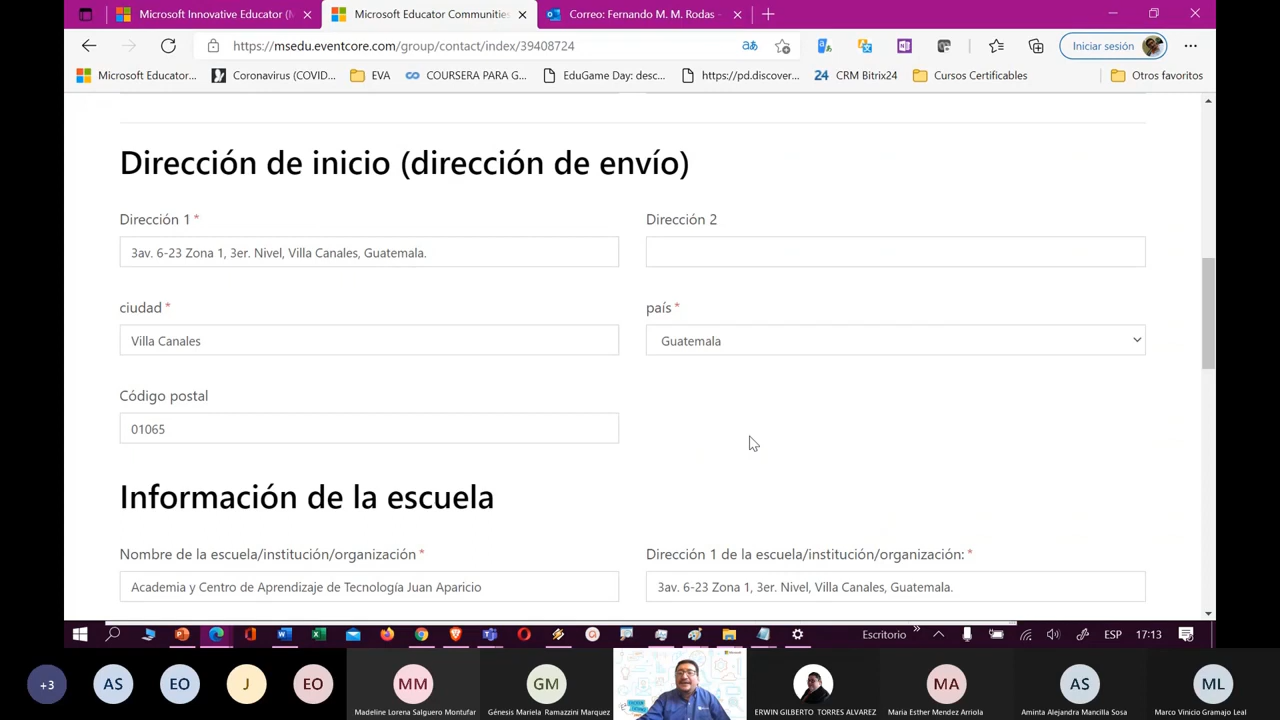 Microsoft Innovative Educator (M
Microsoft Educator Communities
Correo: Fernando M. M. Rodas -
https://msedu.eventcore.com/group/contact/index/39408724
Iniciar sesión
Microsoft Educator...
Coronavirus (COVID...
EVA
COURSERA PARA G...
EduGame Day: desc...
https://pd.discover...
24 CRM Bitrix24
Cursos Certificables
Otros favoritos
Dirección de inicio (dirección de envío)
Dirección 1 *
Dirección 2
3av. 6-23 Zona 1, 3er. Nivel, Villa Canales, Guatemala.
ciudad *
país *
Villa Canales
Guatemala
Código postal
01065
Información de la escuela
Nombre de la escuela/institución/organización *
Dirección 1 de la escuela/institución/organización: *
Academia y Centro de Aprendizaje de Tecnología Juan Aparicio
3av. 6-23 Zona 1, 3er. Nivel, Villa Canales, Guatemala.
Escritorio
ESP
17:13
+3
AS
EO
J
EO
MM
GM
MA
AS
ML
Madeline Lorena Salguero Montufar
Génesis Mariela Ramazzini Marquez
ERWIN GILBERTO TORRES ALVAREZ
Maria Esther Mendez Arriola
Aminta Alejandra Mancilla Sosa
Marco Vinicio Gramajo Leal